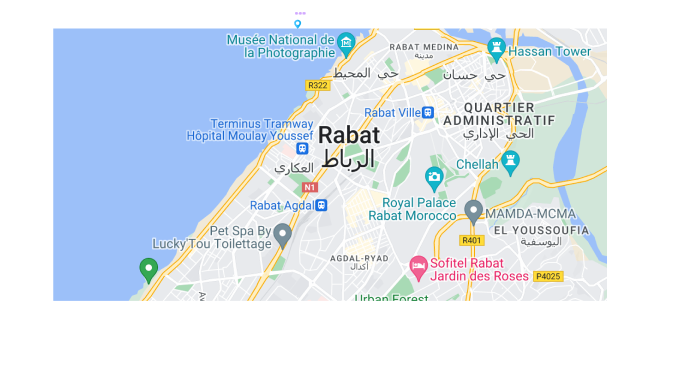 Musée National de
la Photographie
RABAT MEDINA
مدينة
Hassan Tower
حي المحيط
حي حسان
R322
Rabat Ville
QUARTIER
ADMINISTRATIF
الحي الإداري
Terminus Tramway
Hôpital Moulay Youssef
Rabat
الرباط
العكاري
Chellah
N1
Royal Palace
Rabat Morocco
Rabat Agdal
MAMDA-MCMA
Pet Spa By
Lucky'Tou Toilettage
R401
EL YOUSSOUFIA
اليوسفية
AGDAL-RYAD
أكدال
Sofitel Rabat
Jardin des Roses
P4025
Urban Forest